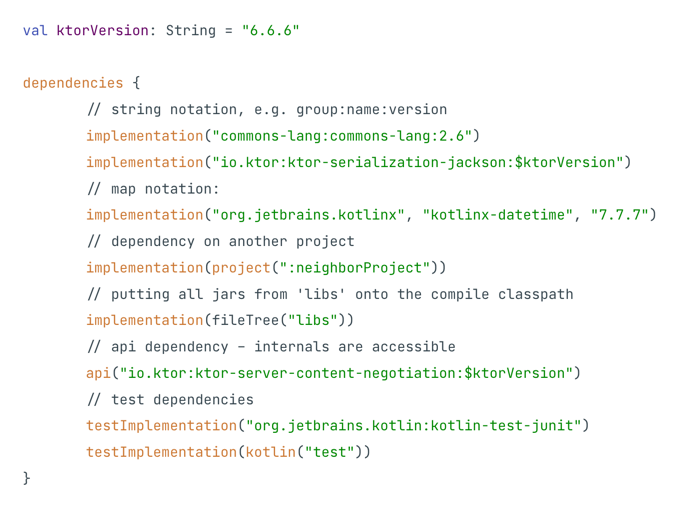 val ktorVersion: String = "6.6.6"
dependencies {
// string notation, e.g. group:name:version
implementation("commons-lang:commons-lang:2.6")
implementation("io.ktor:ktor-serialization-jackson:$ktorVersion")
// map notation:
implementation("org.jetbrains.kotlinx", "kotlinx-datetime", "7.7.7")
// dependency on another project
implementation(project(":neighborProject"))
// putting all jars from 'libs' onto the compile classpath
implementation(fileTree("libs"))
// api dependency – internals are accessible
api("io.ktor:ktor-server-content-negotiation:$ktorVersion")
// test dependencies
testImplementation("org.jetbrains.kotlin:kotlin-test-junit")
testImplementation(kotlin("test"))
}